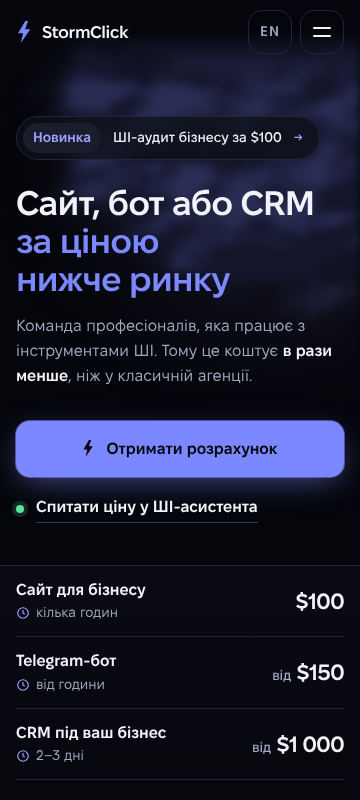 StormClick
EN
Новинка ШІ-аудит бізнесу за $100 →
Сайт, бот або CRM
за ціною
нижче ринку
Команда професіоналів, яка працює з
інструментами ШІ. Тому це коштує в рази
менше, ніж у класичній агенції.
Отримати розрахунок
Спитати ціну у ШІ-асистента
Сайт для бізнесу
кілька годин
$100
Telegram-бот
від години
від $150
CRM під ваш бізнес
2–3 дні
від $1 000